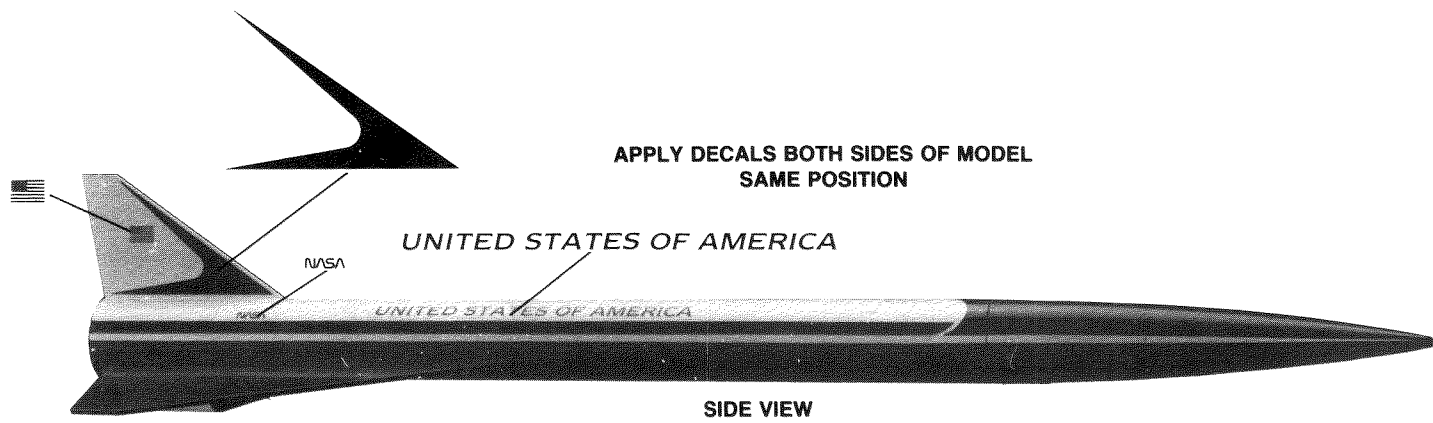 APPLY DECALS BOTH SIDES OF MODEL
SAME POSITION
UNITED STATES OF AMERICA
NASA
NASA
UNITED STATES OF AMERICA
SIDE VIEW